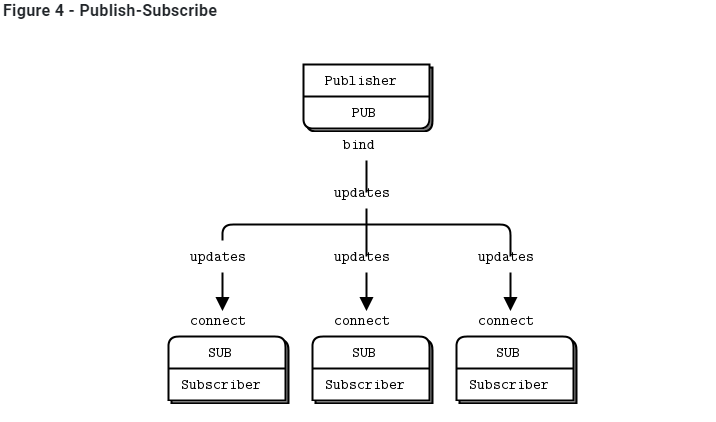 Figure 4 - Publish-Subscribe
Publisher
PUB
bind
updates
updates updates updates
connect connect connect
SUB SUB SUB
Subscriber Subscriber Subscriber